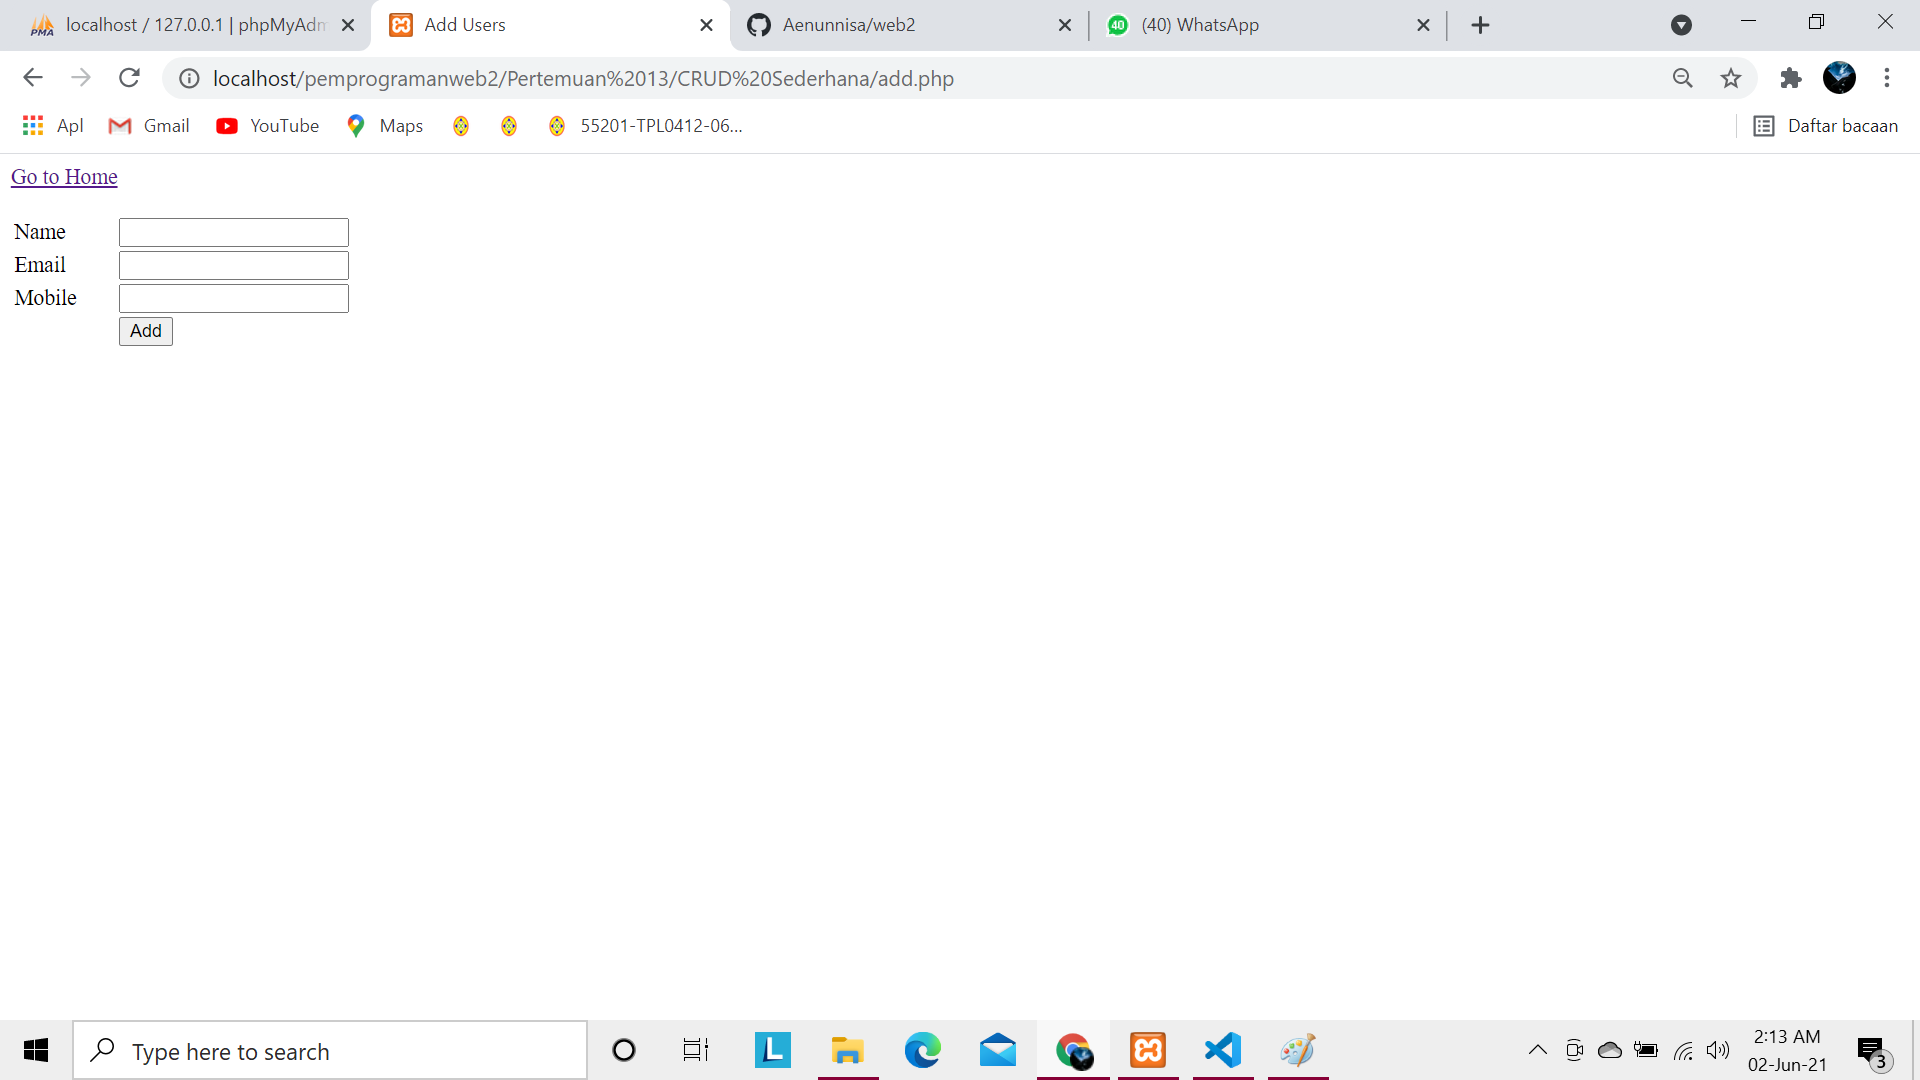 localhost / 127.0.0.1 | phpMyAdm
Add Users
Aenunnisa/web2
(40) WhatsApp
localhost/pemprogramanweb2/Pertemuan%2013/CRUD%20Sederhana/add.php
Apl
Gmail
YouTube
Maps
55201-TPL0412-06...
Daftar bacaan
Go to Home
Name
Email
Mobile
Add
Type here to search
2:13 AM
02-Jun-21
3